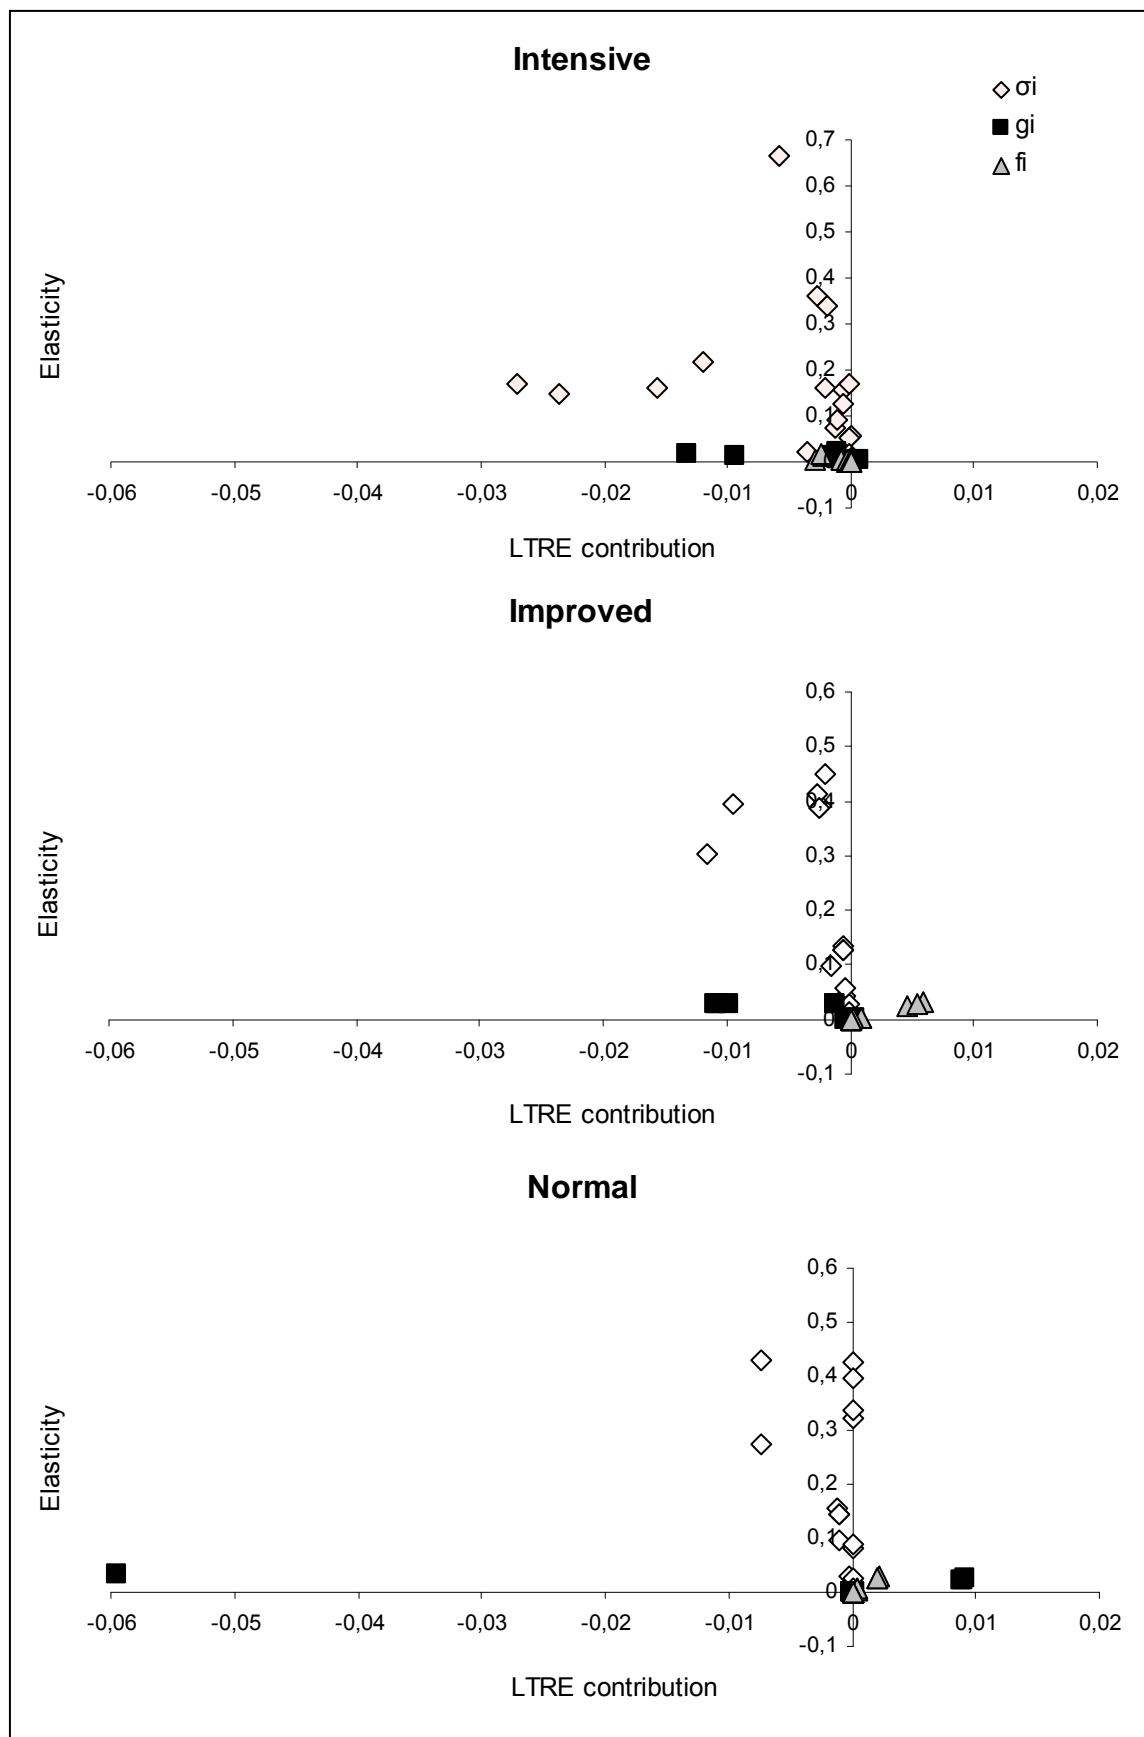 Intensive
σi
gi
fi
0,7
0,6
0,5
0,4
0,3
0,2
0,1
-0,1
Elasticity
-0,06 -0,05 -0,04 -0,03 -0,02 -0,01 0 0,01 0,02
LTRE contribution
Improved
0,6
0,5
0,4
0,3
0,2
0,1
0
-0,1
Elasticity
-0,06 -0,05 -0,04 -0,03 -0,02 -0,01 0 0,01 0,02
LTRE contribution
Normal
0,6
0,5
0,4
0,3
0,2
0,1
0
-0,1
Elasticity
-0,06 -0,05 -0,04 -0,03 -0,02 -0,01 0 0,01 0,02
LTRE contribution